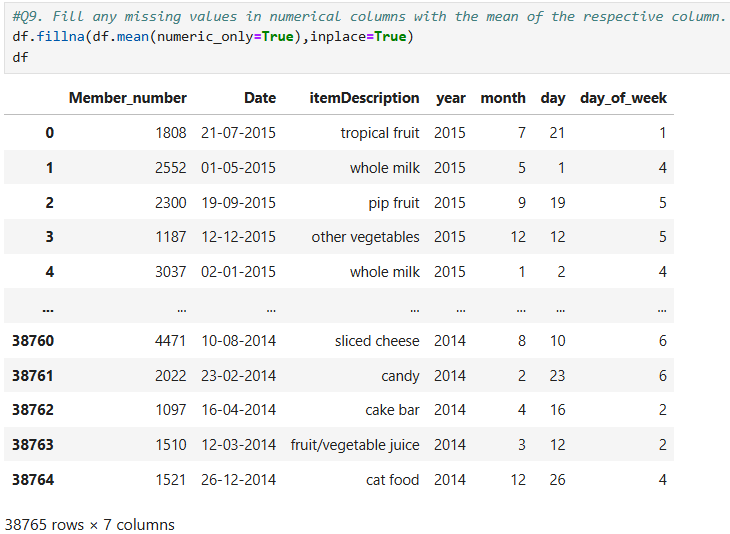 #Q9. Fill any missing values in numerical columns with the mean of the respective column.
df.fillna(df.mean(numeric_only=True),inplace=True)
df
Member_number Date itemDescription year month day day_of_week
0 1808 21-07-2015 tropical fruit 2015 7 21 1
1 2552 01-05-2015 whole milk 2015 5 1 4
2 2300 19-09-2015 pip fruit 2015 9 19 5
3 1187 12-12-2015 other vegetables 2015 12 12 5
4 3037 02-01-2015 whole milk 2015 1 2 4
... ... ... ... ... ... ... ...
38760 4471 10-08-2014 sliced cheese 2014 8 10 6
38761 2022 23-02-2014 candy 2014 2 23 6
38762 1097 16-04-2014 cake bar 2014 4 16 2
38763 1510 12-03-2014 fruit/vegetable juice 2014 3 12 2
38764 1521 26-12-2014 cat food 2014 12 26 4
38765 rows × 7 columns